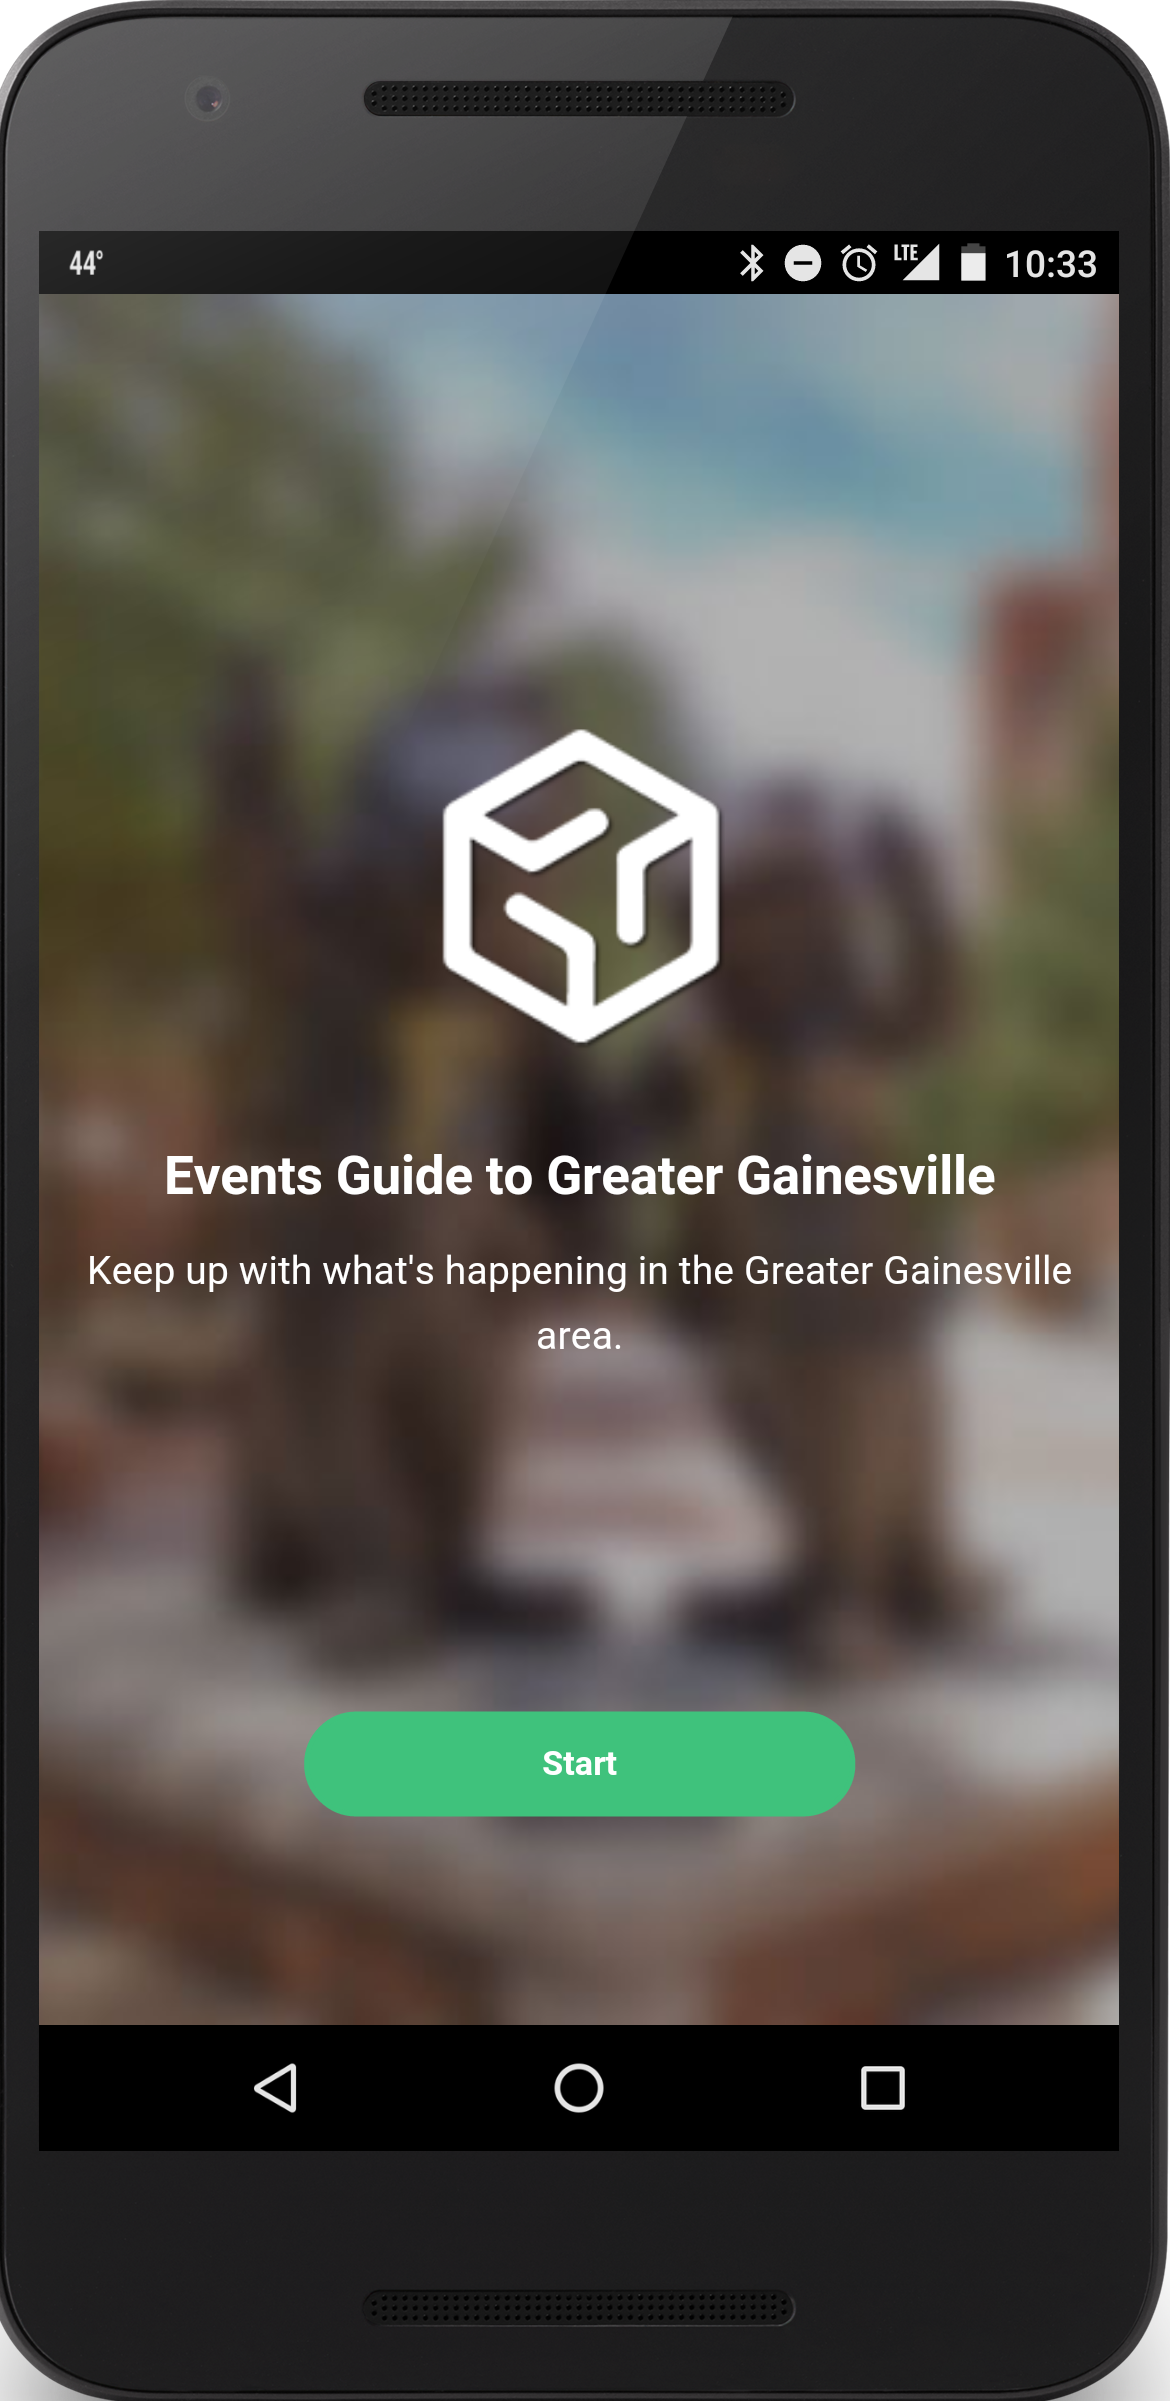 44°
LTE 10:33
Events Guide to Greater Gainesville
Keep up with what's happening in the Greater Gainesville
area.
Start